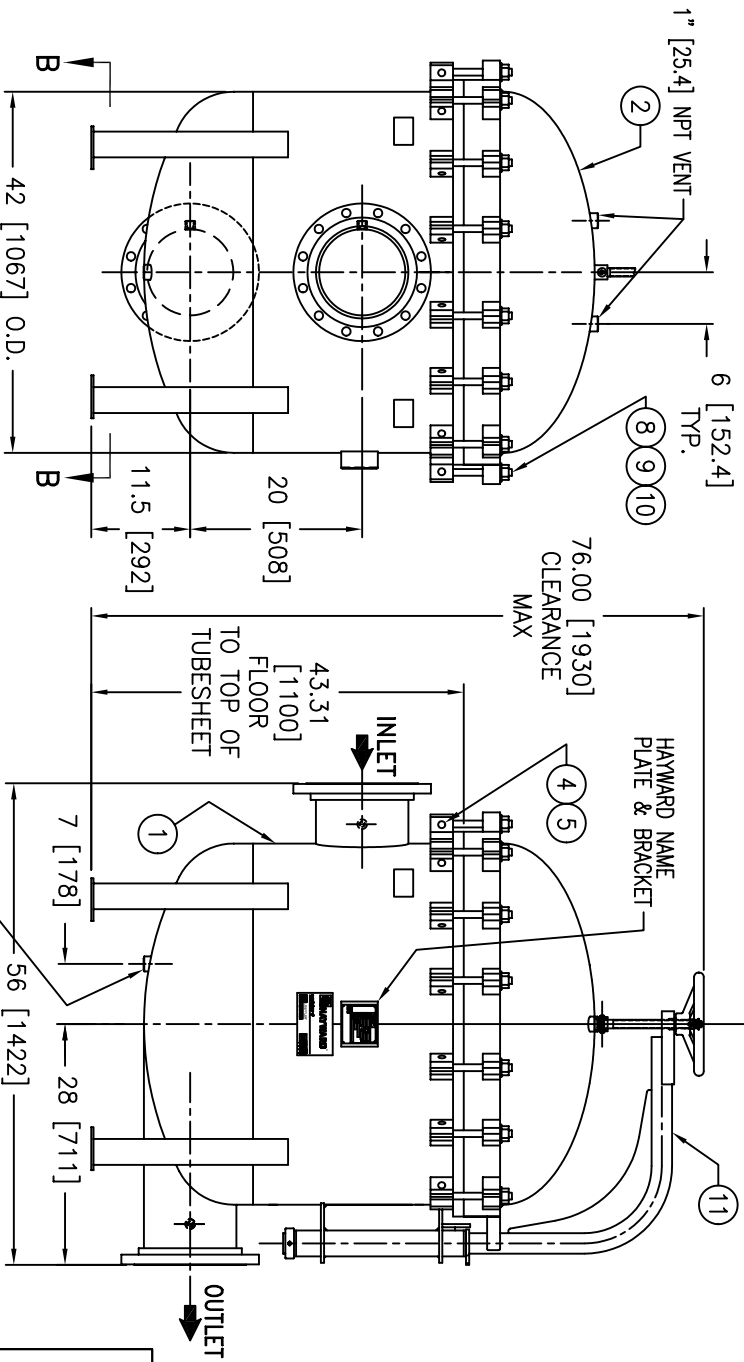 1" [25.4] NPT VENT
2
6 [152.4]
TYP.
8 9 10
B
B
42 [1067] O.D.
20 [508]
11.5 [292]
76.00 [1930]
CLEARANCE
MAX
43.31
[1100]
FLOOR
TO TOP OF
TUBESHEET
HAYWARD NAME
PLATE & BRACKET
4 5
11
INLET
1
HAYWARD
7 [178]
28 [711]
56 [1422]
OUTLET